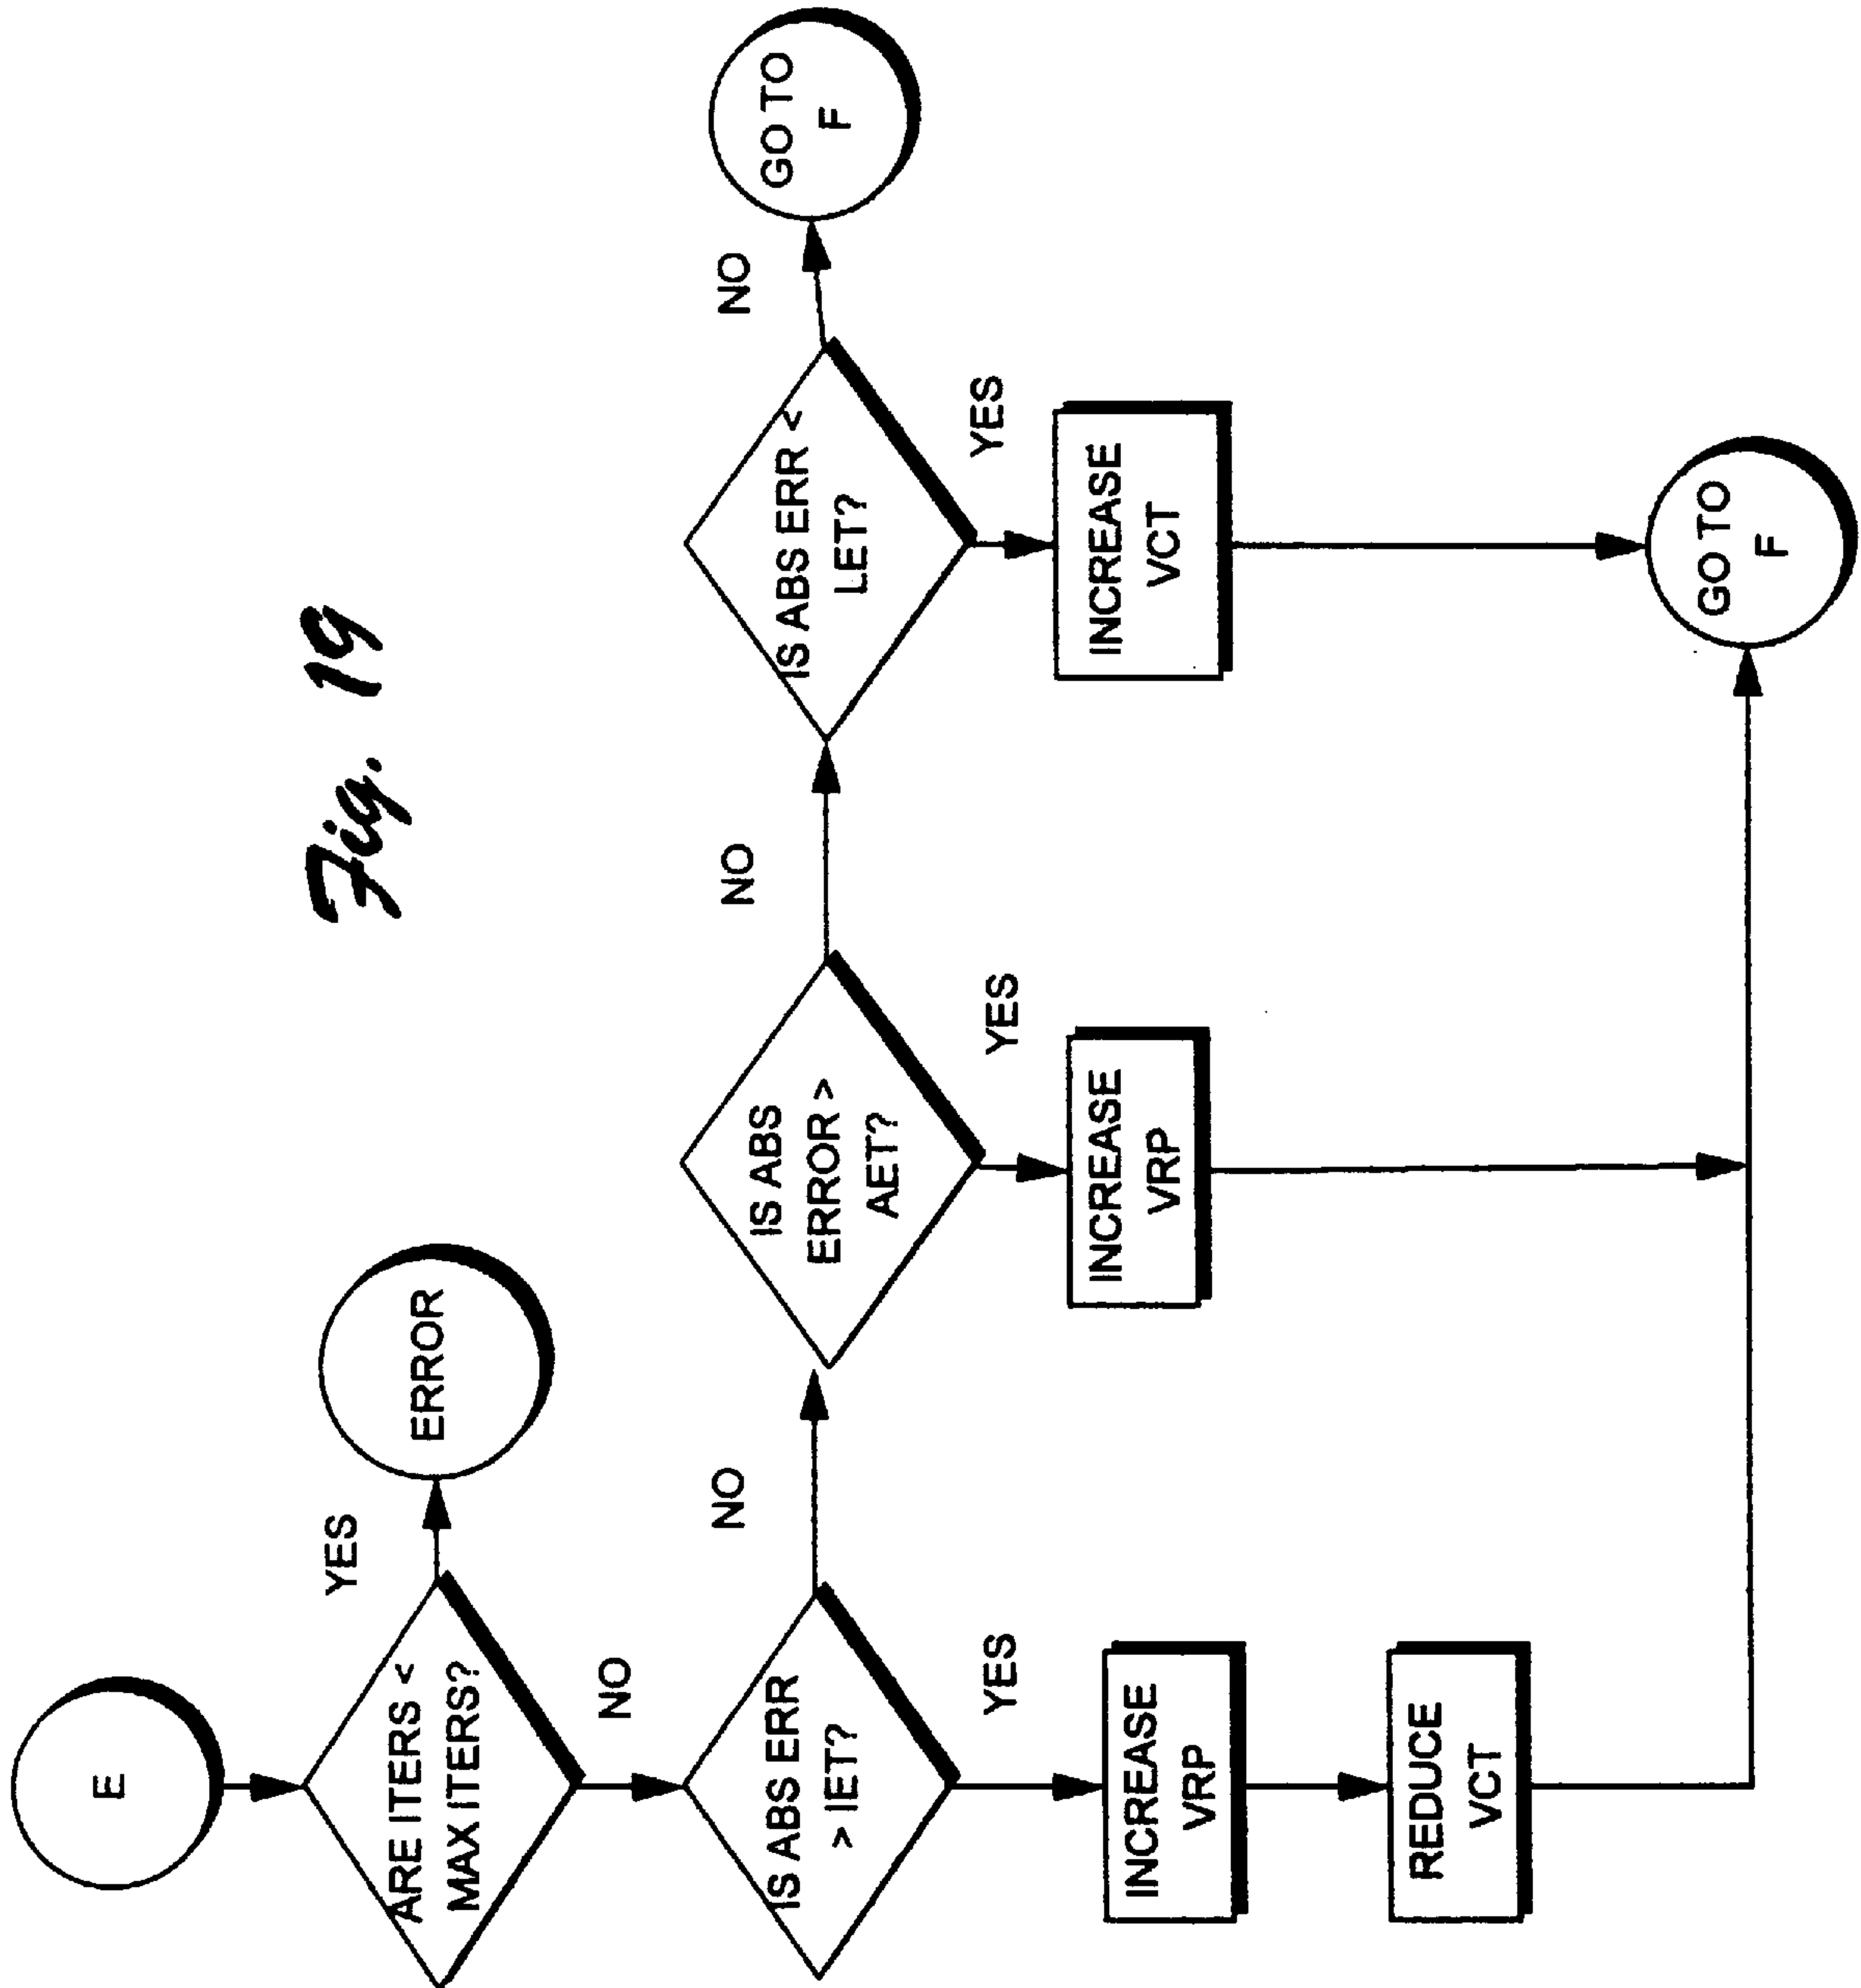 Fig. 19
E
ARE ITERS <
MAX ITERS?
YES
ERROR
NO
IS ABS ERR
> IET?
NO
YES
INCREASE
VRP
REDUCE
VCT
IS ABS
ERROR >
AET?
NO
YES
INCREASE
VRP
IS ABS ERR <
LET?
NO
GO TO
F
YES
INCREASE
VCT
GO TO
F